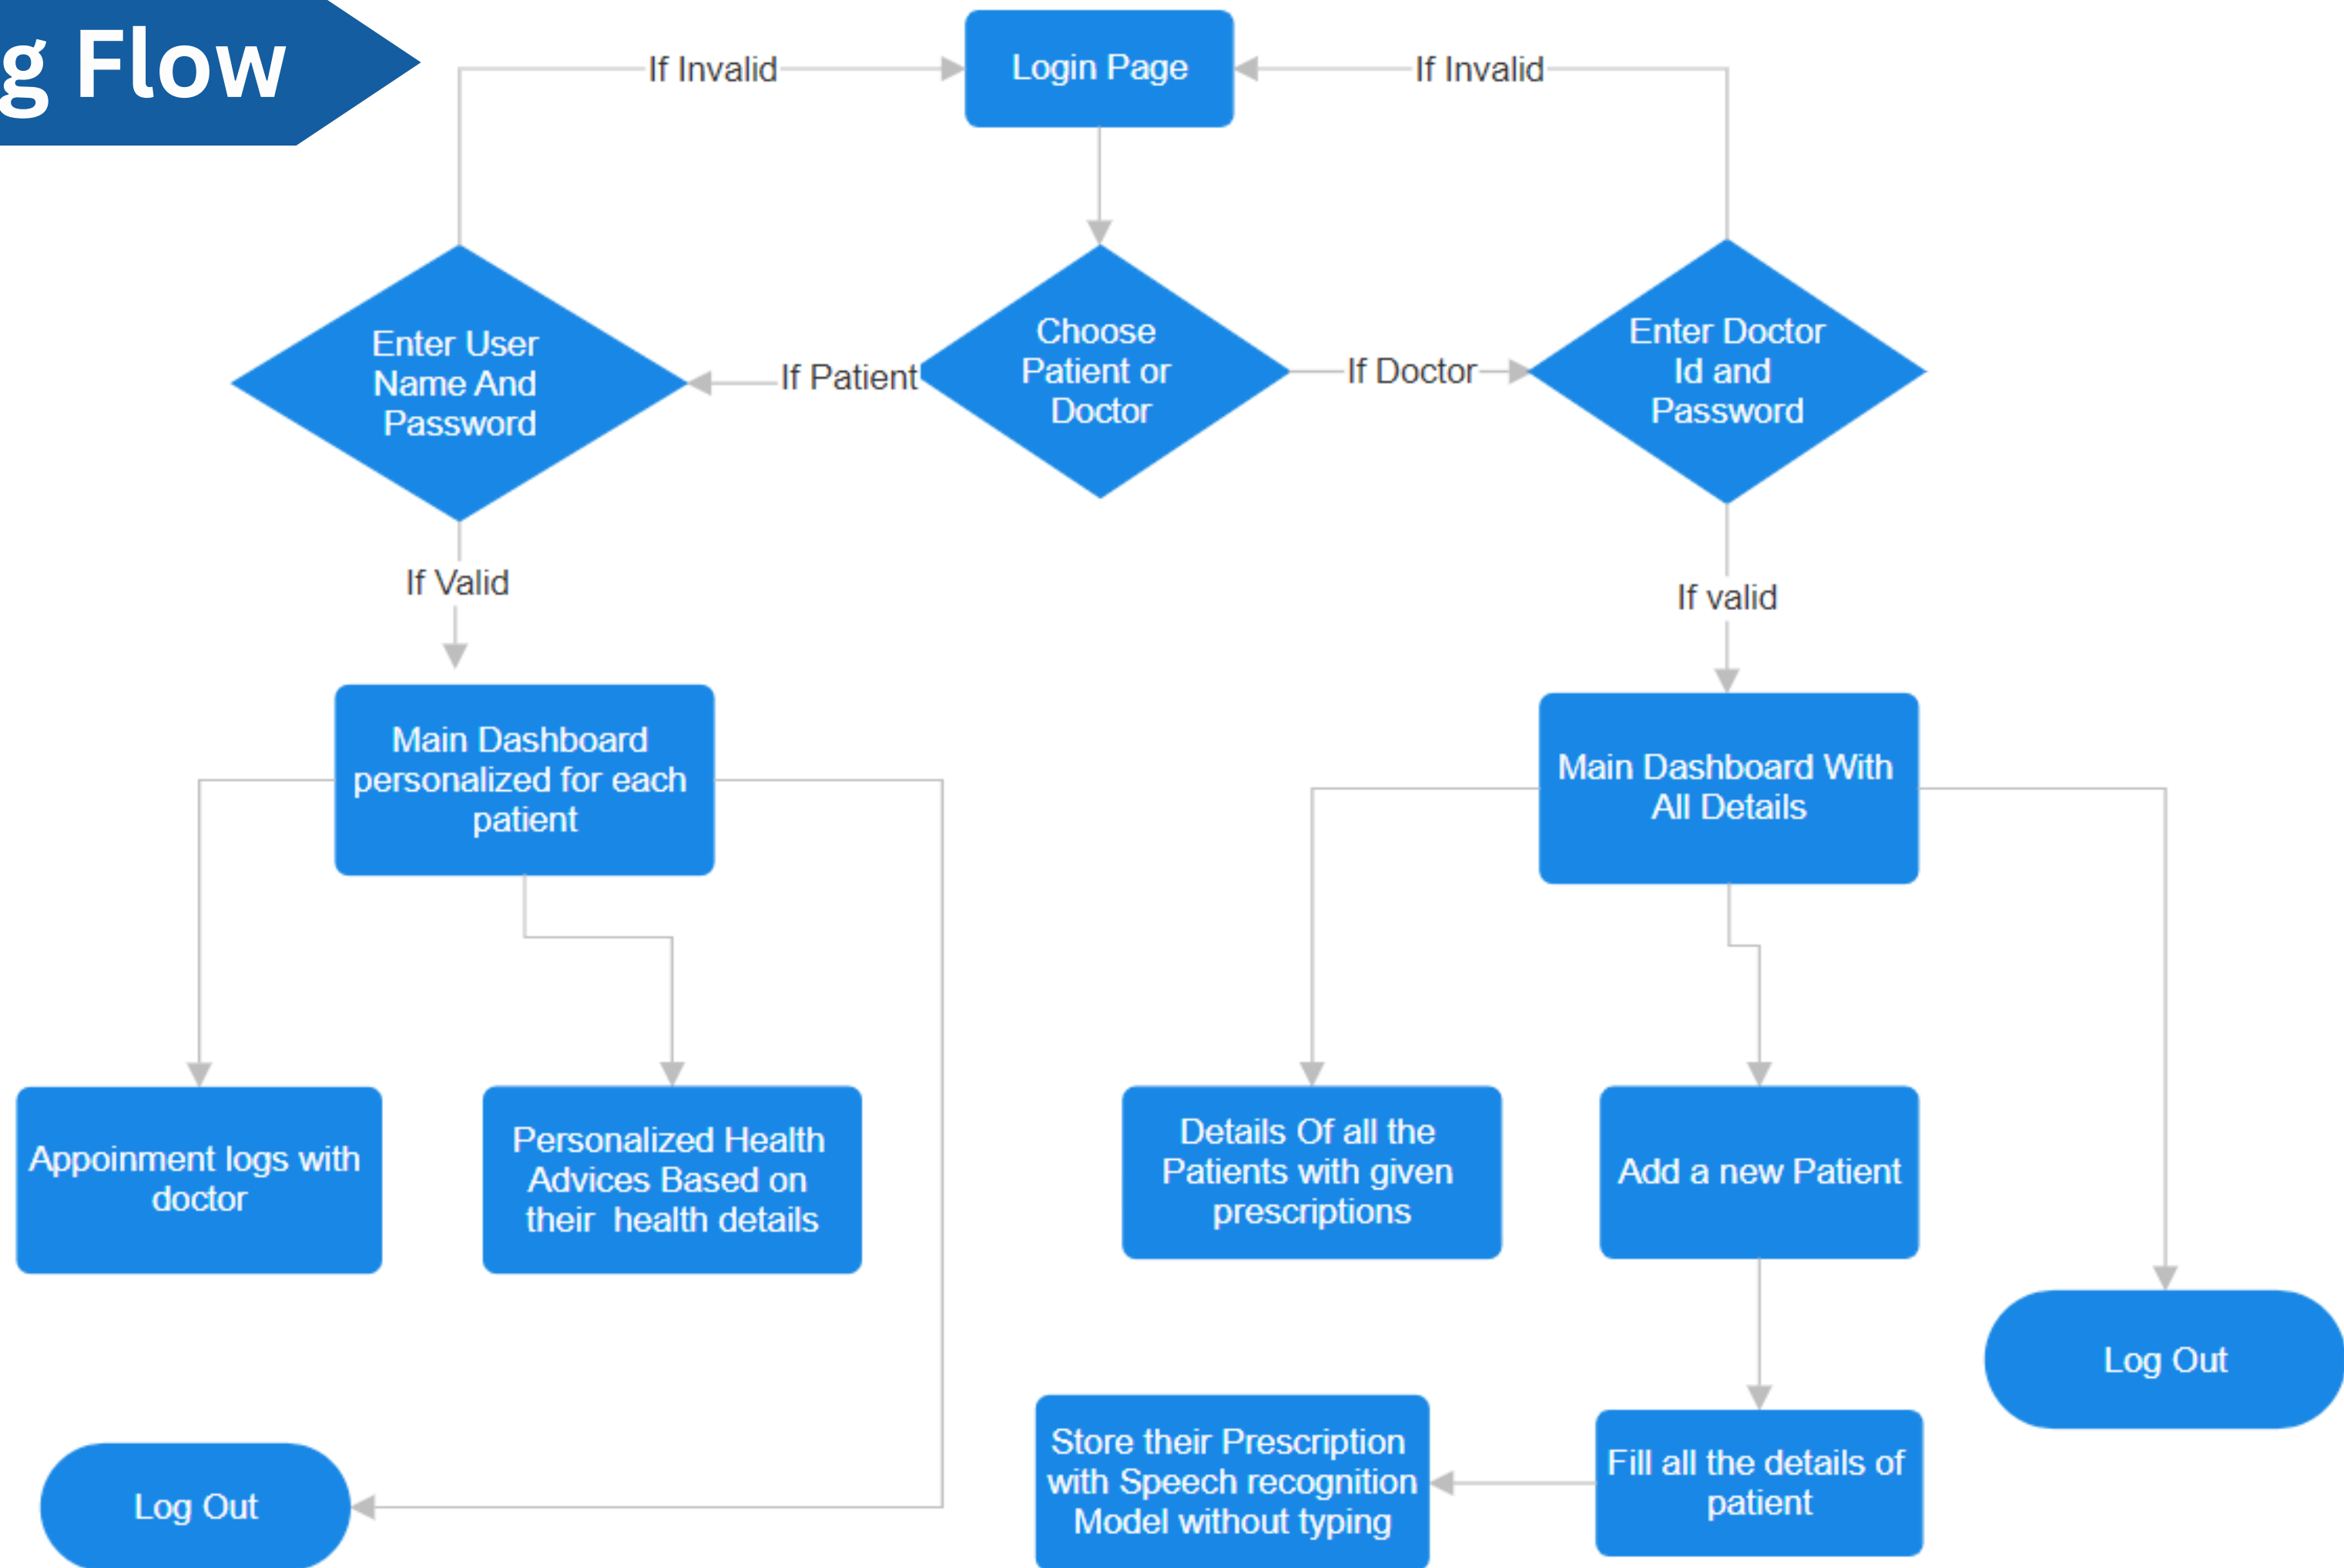 g Flow
If Invalid
Login Page
If Invalid
Enter User
Name And
Password
If Patient
Choose
Patient or
Doctor
If Doctor
Enter Doctor
Id and
Password
If Valid
If valid
Main Dashboard
personalized for each
patient
Main Dashboard With
All Details
Appoinment logs with
doctor
Personalized Health
Advices Based on
their health details
Details Of all the
Patients with given
prescriptions
Add a new Patient
Log Out
Store their Prescription
with Speech recognition
Model without typing
Fill all the details of
patient
Log Out